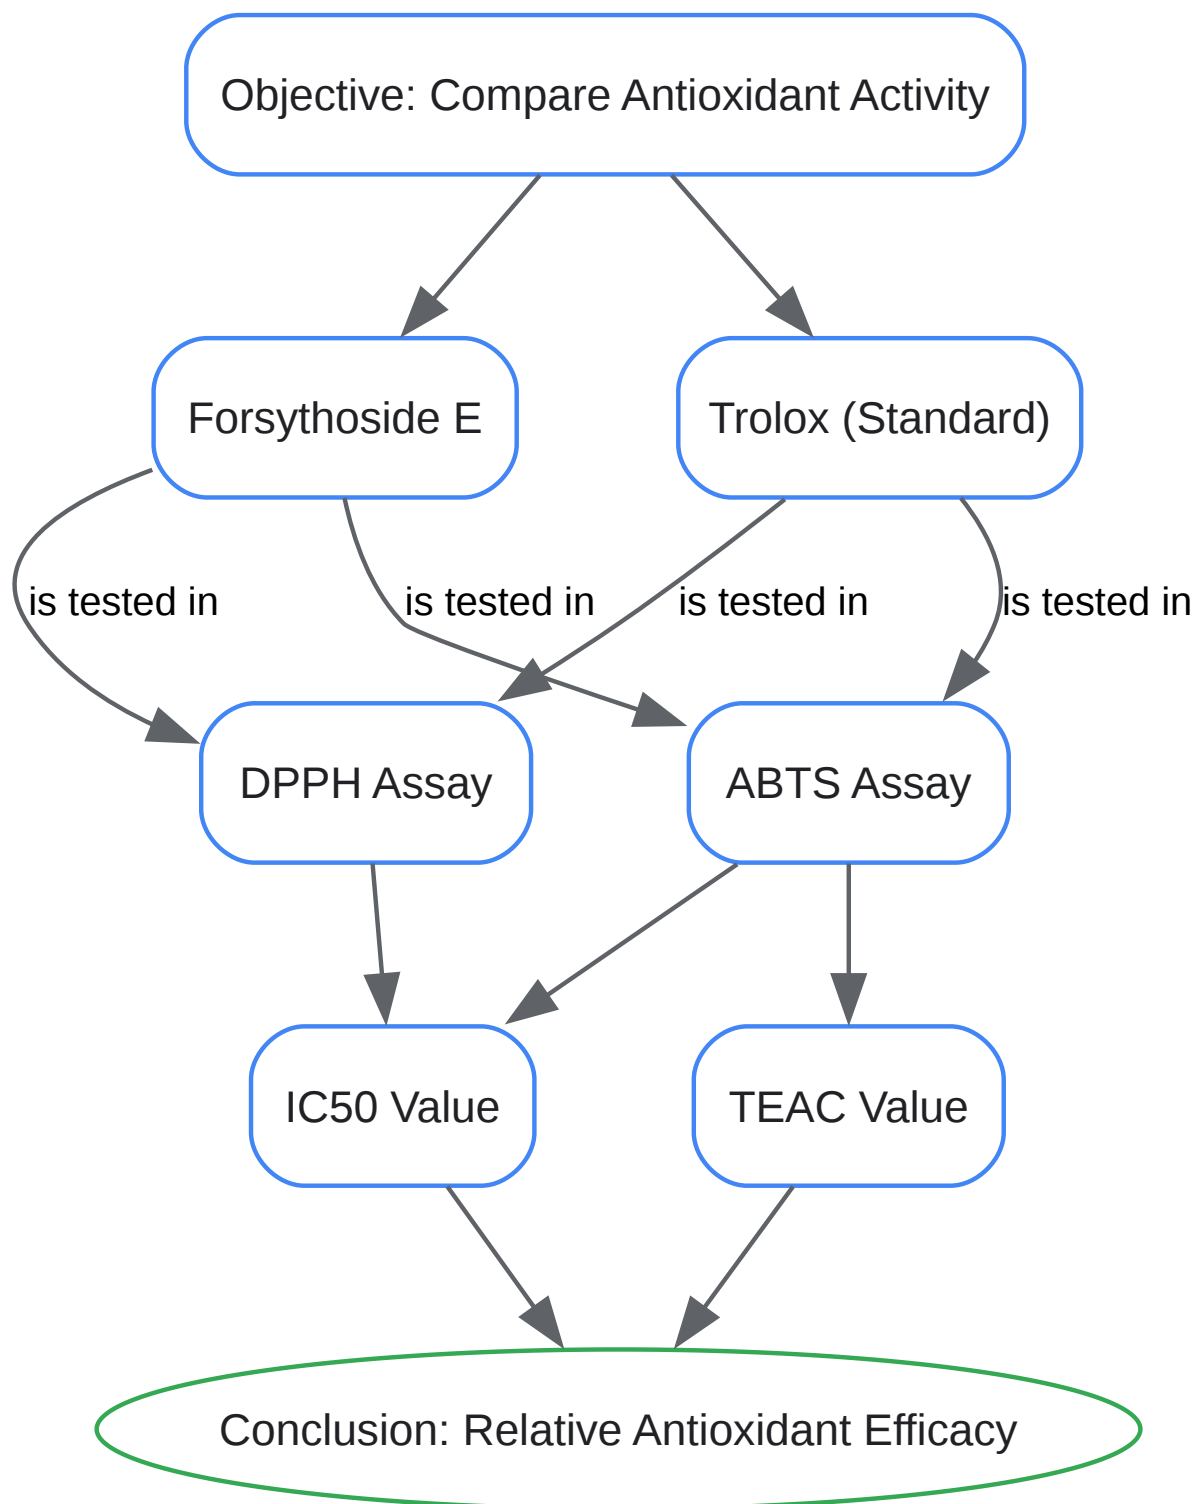 Objective: Compare Antioxidant Activity
Forsythoside E
Trolox (Standard)
is tested in
is tested in
is tested in
is tested in
DPPH Assay
ABTS Assay
IC50 Value
TEAC Value
Conclusion: Relative Antioxidant Efficacy